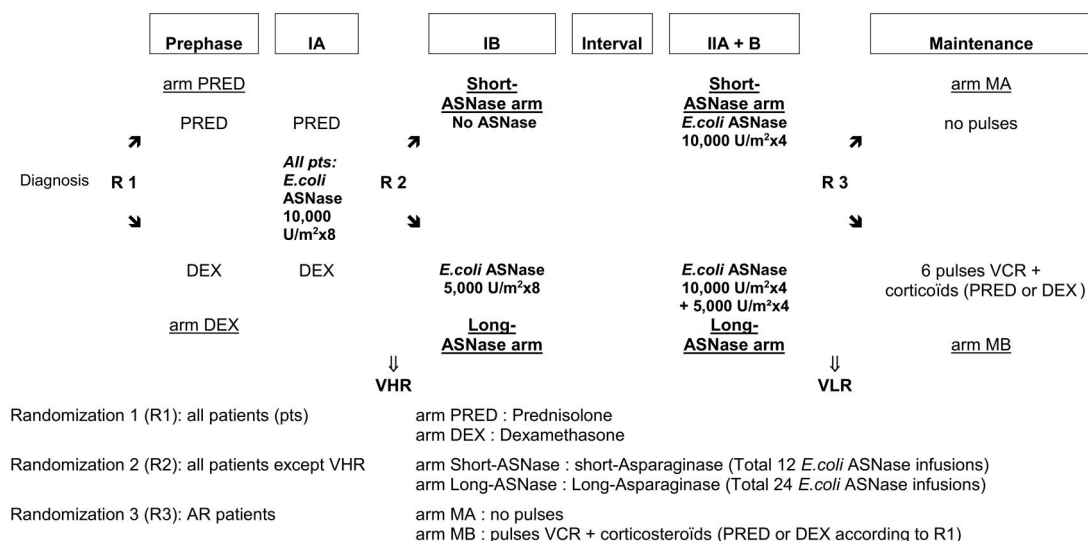 Prephase IA IB Interval IIA + B Maintenance
arm PRED Short- Short- arm MA
ASNase arm ASNase arm
PRED PRED No ASNase E.coli ASNase no pulses
10,000 U/m²x4
All pts:
E.coli
Diagnosis R 1 ASNase R 2 R 3
10,000
U/m²x8
DEX DEX E.coli ASNase E.coli ASNase 6 pulses VCR +
5,000 U/m²x8 10,000 U/m²x4 corticoïds (PRED or DEX )
+ 5,000 U/m²x4
arm DEX Long- Long- arm MB
ASNase arm ASNase arm
⇓ ⇓
VHR VLR
Randomization 1 (R1): all patients (pts) arm PRED : Prednisolone
arm DEX : Dexamethasone
Randomization 2 (R2): all patients except VHR arm Short-ASNase : short-Asparaginase (Total 12 E.coli ASNase infusions)
arm Long-ASNase : Long-Asparaginase (Total 24 E.coli ASNase infusions)
Randomization 3 (R3): AR patients arm MA : no pulses
arm MB : pulses VCR + corticosteroïds (PRED or DEX according to R1)